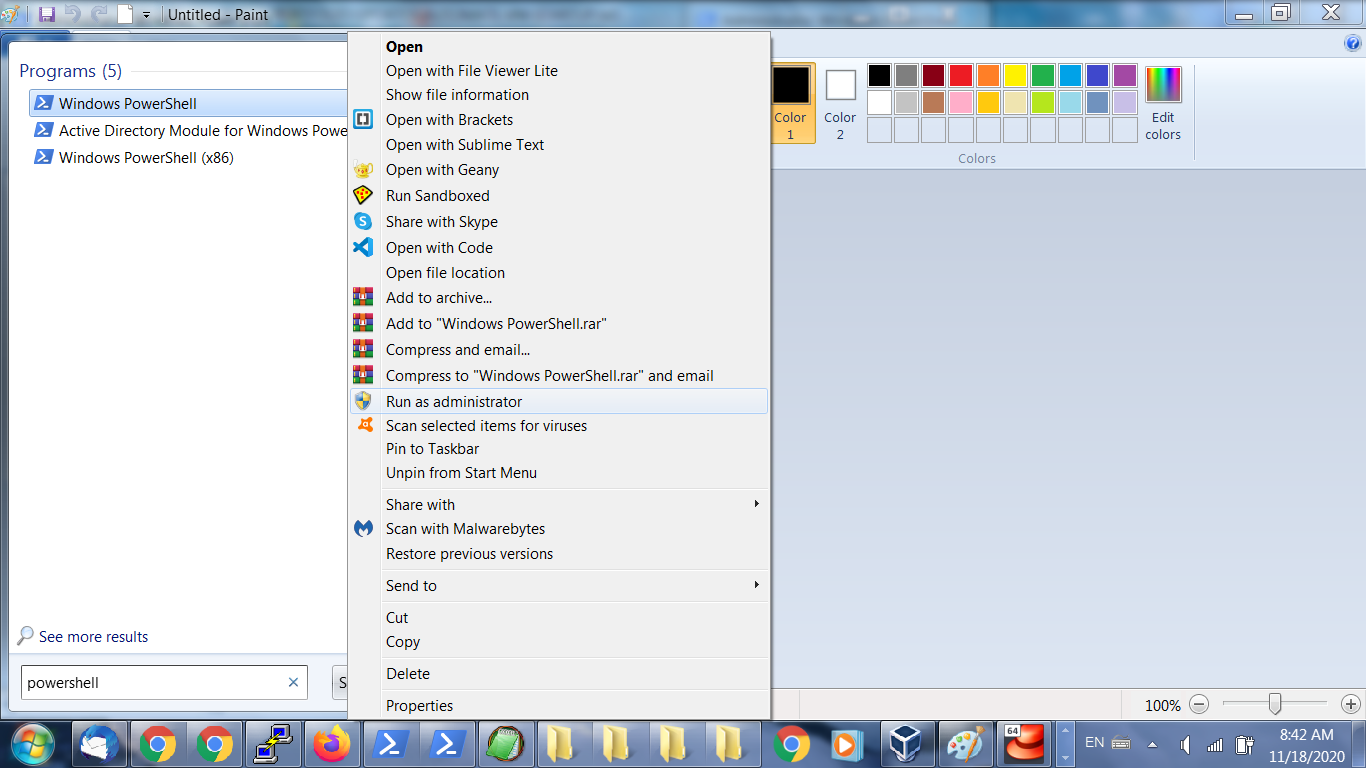 Untitled - Paint
Programs (5)
Windows PowerShell
Active Directory Module for Windows Powe
Windows PowerShell (x86)
See more results
powershell
S
Open
Open with File Viewer Lite
Show file information
Open with Brackets
Open with Sublime Text
Open with Geany
Run Sandboxed
Share with Skype
Open with Code
Open file location
Add to archive...
Add to "Windows PowerShell.rar"
Compress and email...
Compress to "Windows PowerShell.rar" and email
Run as administrator
Scan selected items for viruses
Pin to Taskbar
Unpin from Start Menu
Share with
Scan with Malwarebytes
Restore previous versions
Send to
Cut
Copy
Delete
Properties
Color
1
Color
2
Edit
colors
Colors
100%
64
EN
8:42 AM
11/18/2020